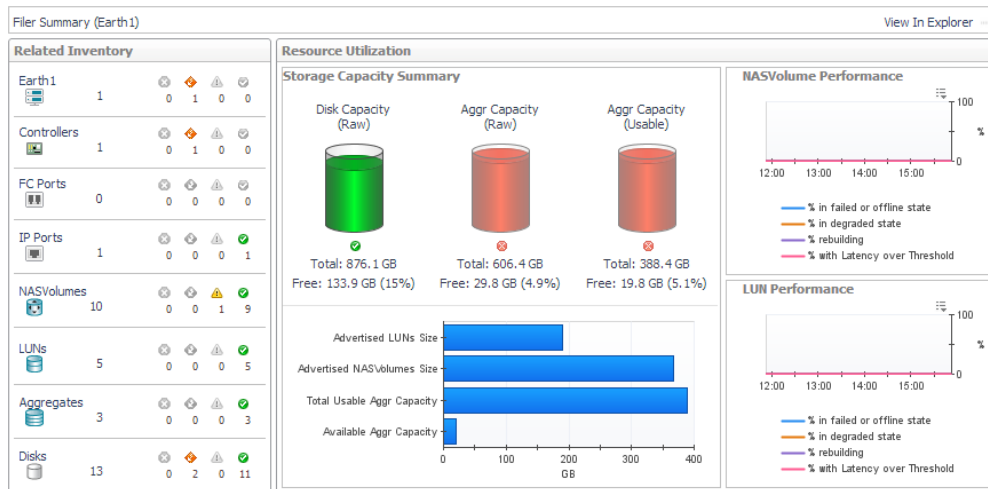 Filer Summary (Earth1)
View In Explorer
Related Inventory
Earth1
1
0 1 0 0
Controllers
1
0 1 0 0
FC Ports
0
0 0 0 0
IP Ports
1
0 0 0 1
NASVolumes
10
0 0 1 9
LUNs
5
0 0 0 5
Aggregates
3
0 0 0 3
Disks
13
0 2 0 11
Resource Utilization
Storage Capacity Summary
Disk Capacity
(Raw)
Total: 876.1 GB
Free: 133.9 GB (15%)
Aggr Capacity
(Raw)
Total: 606.4 GB
Free: 29.8 GB (4.9%)
Aggr Capacity
(Usable)
Total: 388.4 GB
Free: 19.8 GB (5.1%)
Advertised LUNs Size
Advertised NASVolumes Size
Total Usable Aggr Capacity
Available Aggr Capacity
0 100 200 300 400
GB
NASVolume Performance
100
%
0
12:00 13:00 14:00 15:00
% in failed or offline state
% in degraded state
% rebuilding
% with Latency over Threshold
LUN Performance
100
%
0
12:00 13:00 14:00 15:00
% in failed or offline state
% in degraded state
% rebuilding
% with Latency over Threshold